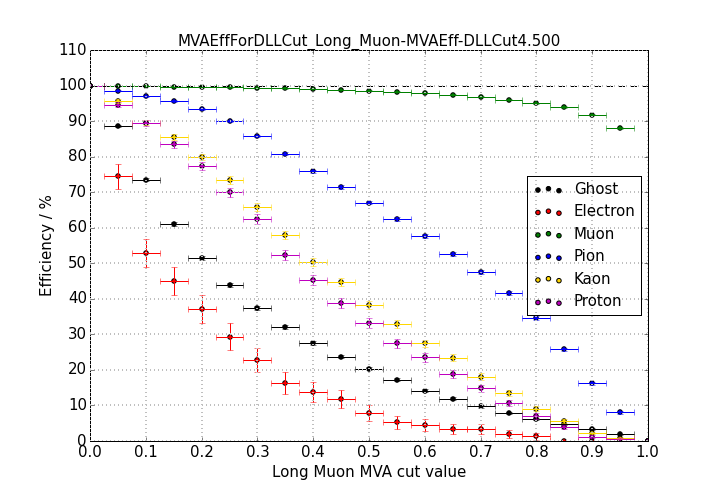 MVAEffForDLLCut_Long_Muon-MVAEff-DLLCut4.500
110
100
90
80
70
60
50
40
30
20
10
0
Efficiency / %
Ghost
Electron
Muon
Pion
Kaon
Proton
0.0 0.1 0.2 0.3 0.4 0.5 0.6 0.7 0.8 0.9 1.0
Long Muon MVA cut value